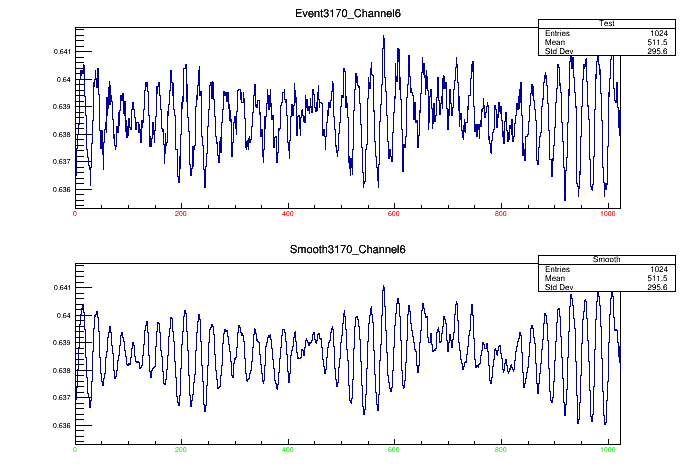 Event3170_Channel6
Test
Entries 1024
Mean 511.5
Std Dev 295.6
0.641
0.64
0.639
0.638
0.637
0.636
0 200 400 600 800 1000
Smooth3170_Channel6
Smooth
Entries 1024
Mean 511.5
Std Dev 295.6
0.641
0.64
0.639
0.638
0.637
0.636
0 200 400 600 800 1000